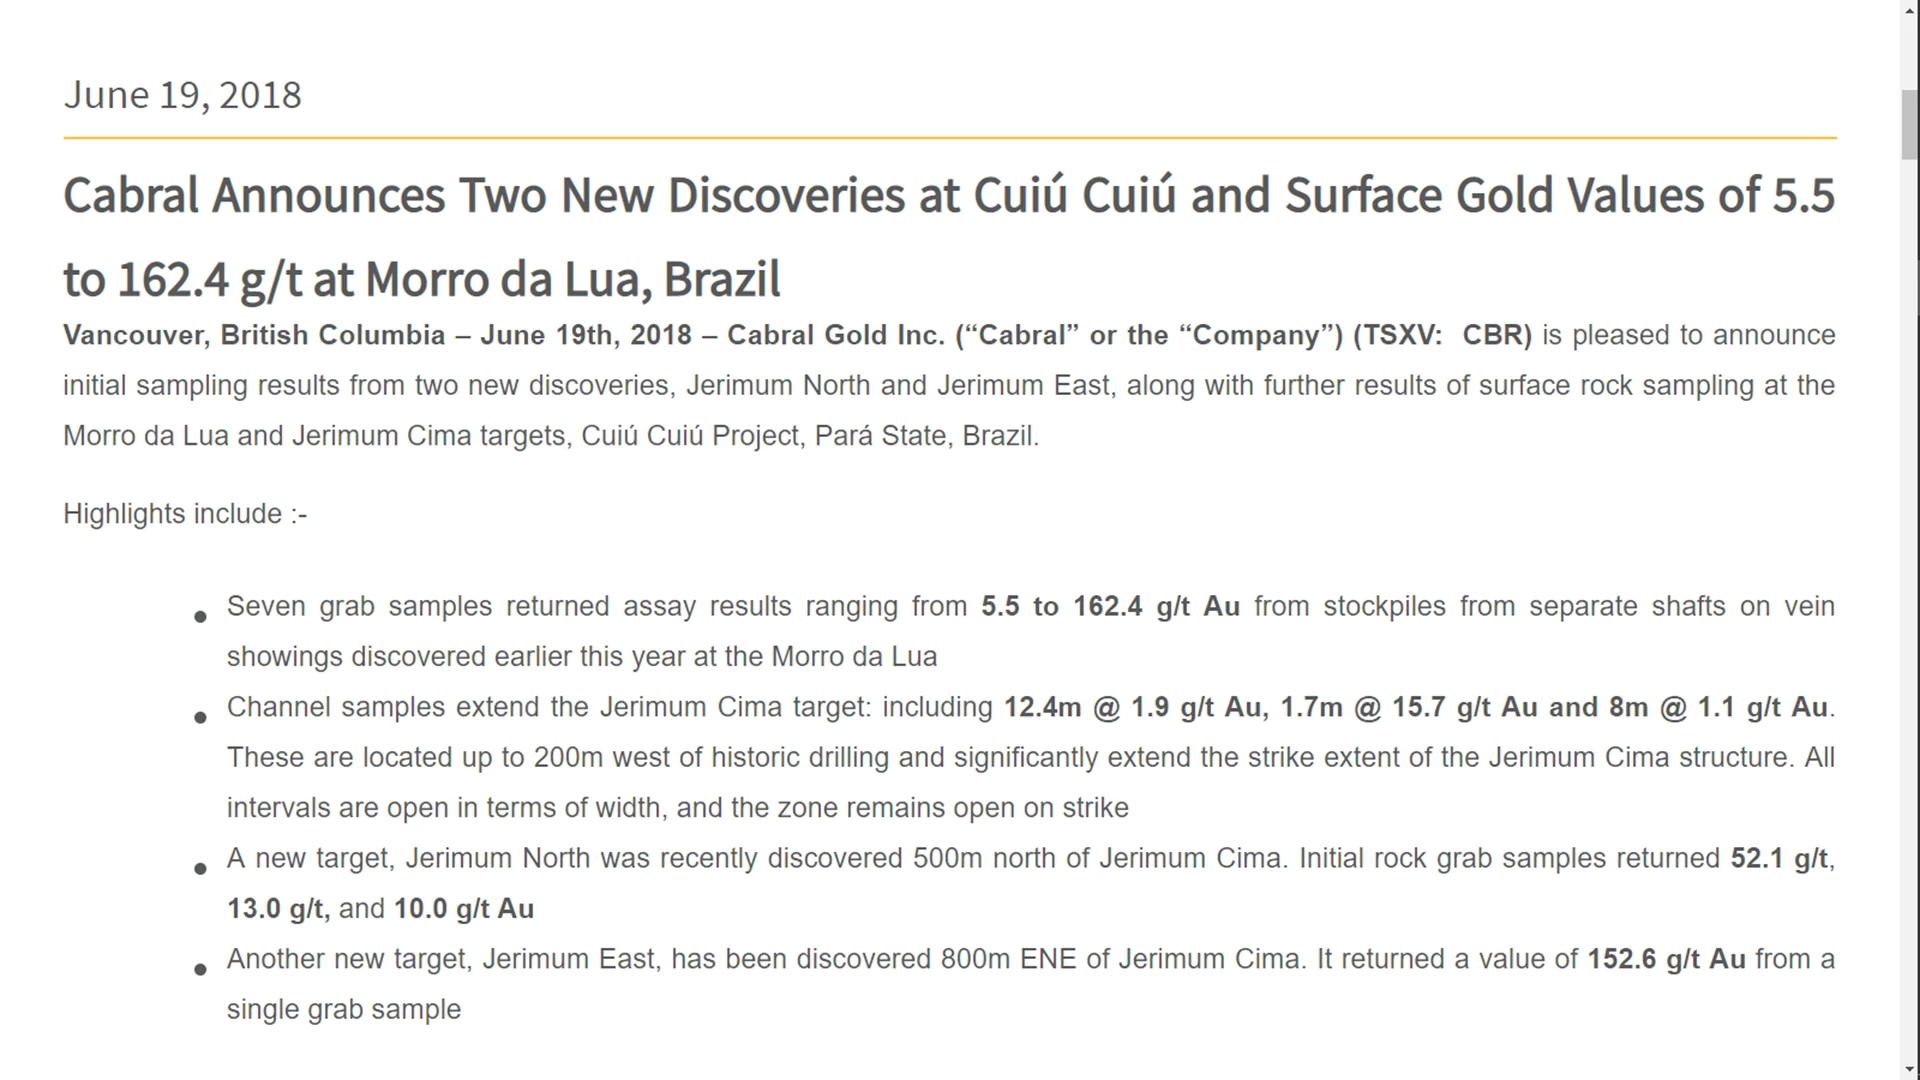 June 19, 2018
Cabral Announces Two New Discoveries at Cuiú Cuiú and Surface Gold Values of 5.5
to 162.4 g/t at Morro da Lua, Brazil
Vancouver, British Columbia – June 19th, 2018 – Cabral Gold Inc. (“Cabral” or the “Company”) (TSXV:  CBR) is pleased to announce
initial sampling results from two new discoveries, Jerimum North and Jerimum East, along with further results of surface rock sampling at the
Morro da Lua and Jerimum Cima targets, Cuiú Cuiú Project, Pará State, Brazil.
Highlights include :-
● Seven grab samples returned assay results ranging from 5.5 to 162.4 g/t Au from stockpiles from separate shafts on vein
showings discovered earlier this year at the Morro da Lua
● Channel samples extend the Jerimum Cima target: including 12.4m @ 1.9 g/t Au, 1.7m @ 15.7 g/t Au and 8m @ 1.1 g/t Au.
These are located up to 200m west of historic drilling and significantly extend the strike extent of the Jerimum Cima structure. All
intervals are open in terms of width, and the zone remains open on strike
● A new target, Jerimum North was recently discovered 500m north of Jerimum Cima. Initial rock grab samples returned 52.1 g/t,
13.0 g/t, and 10.0 g/t Au
● Another new target, Jerimum East, has been discovered 800m ENE of Jerimum Cima. It returned a value of 152.6 g/t Au from a
single grab sample